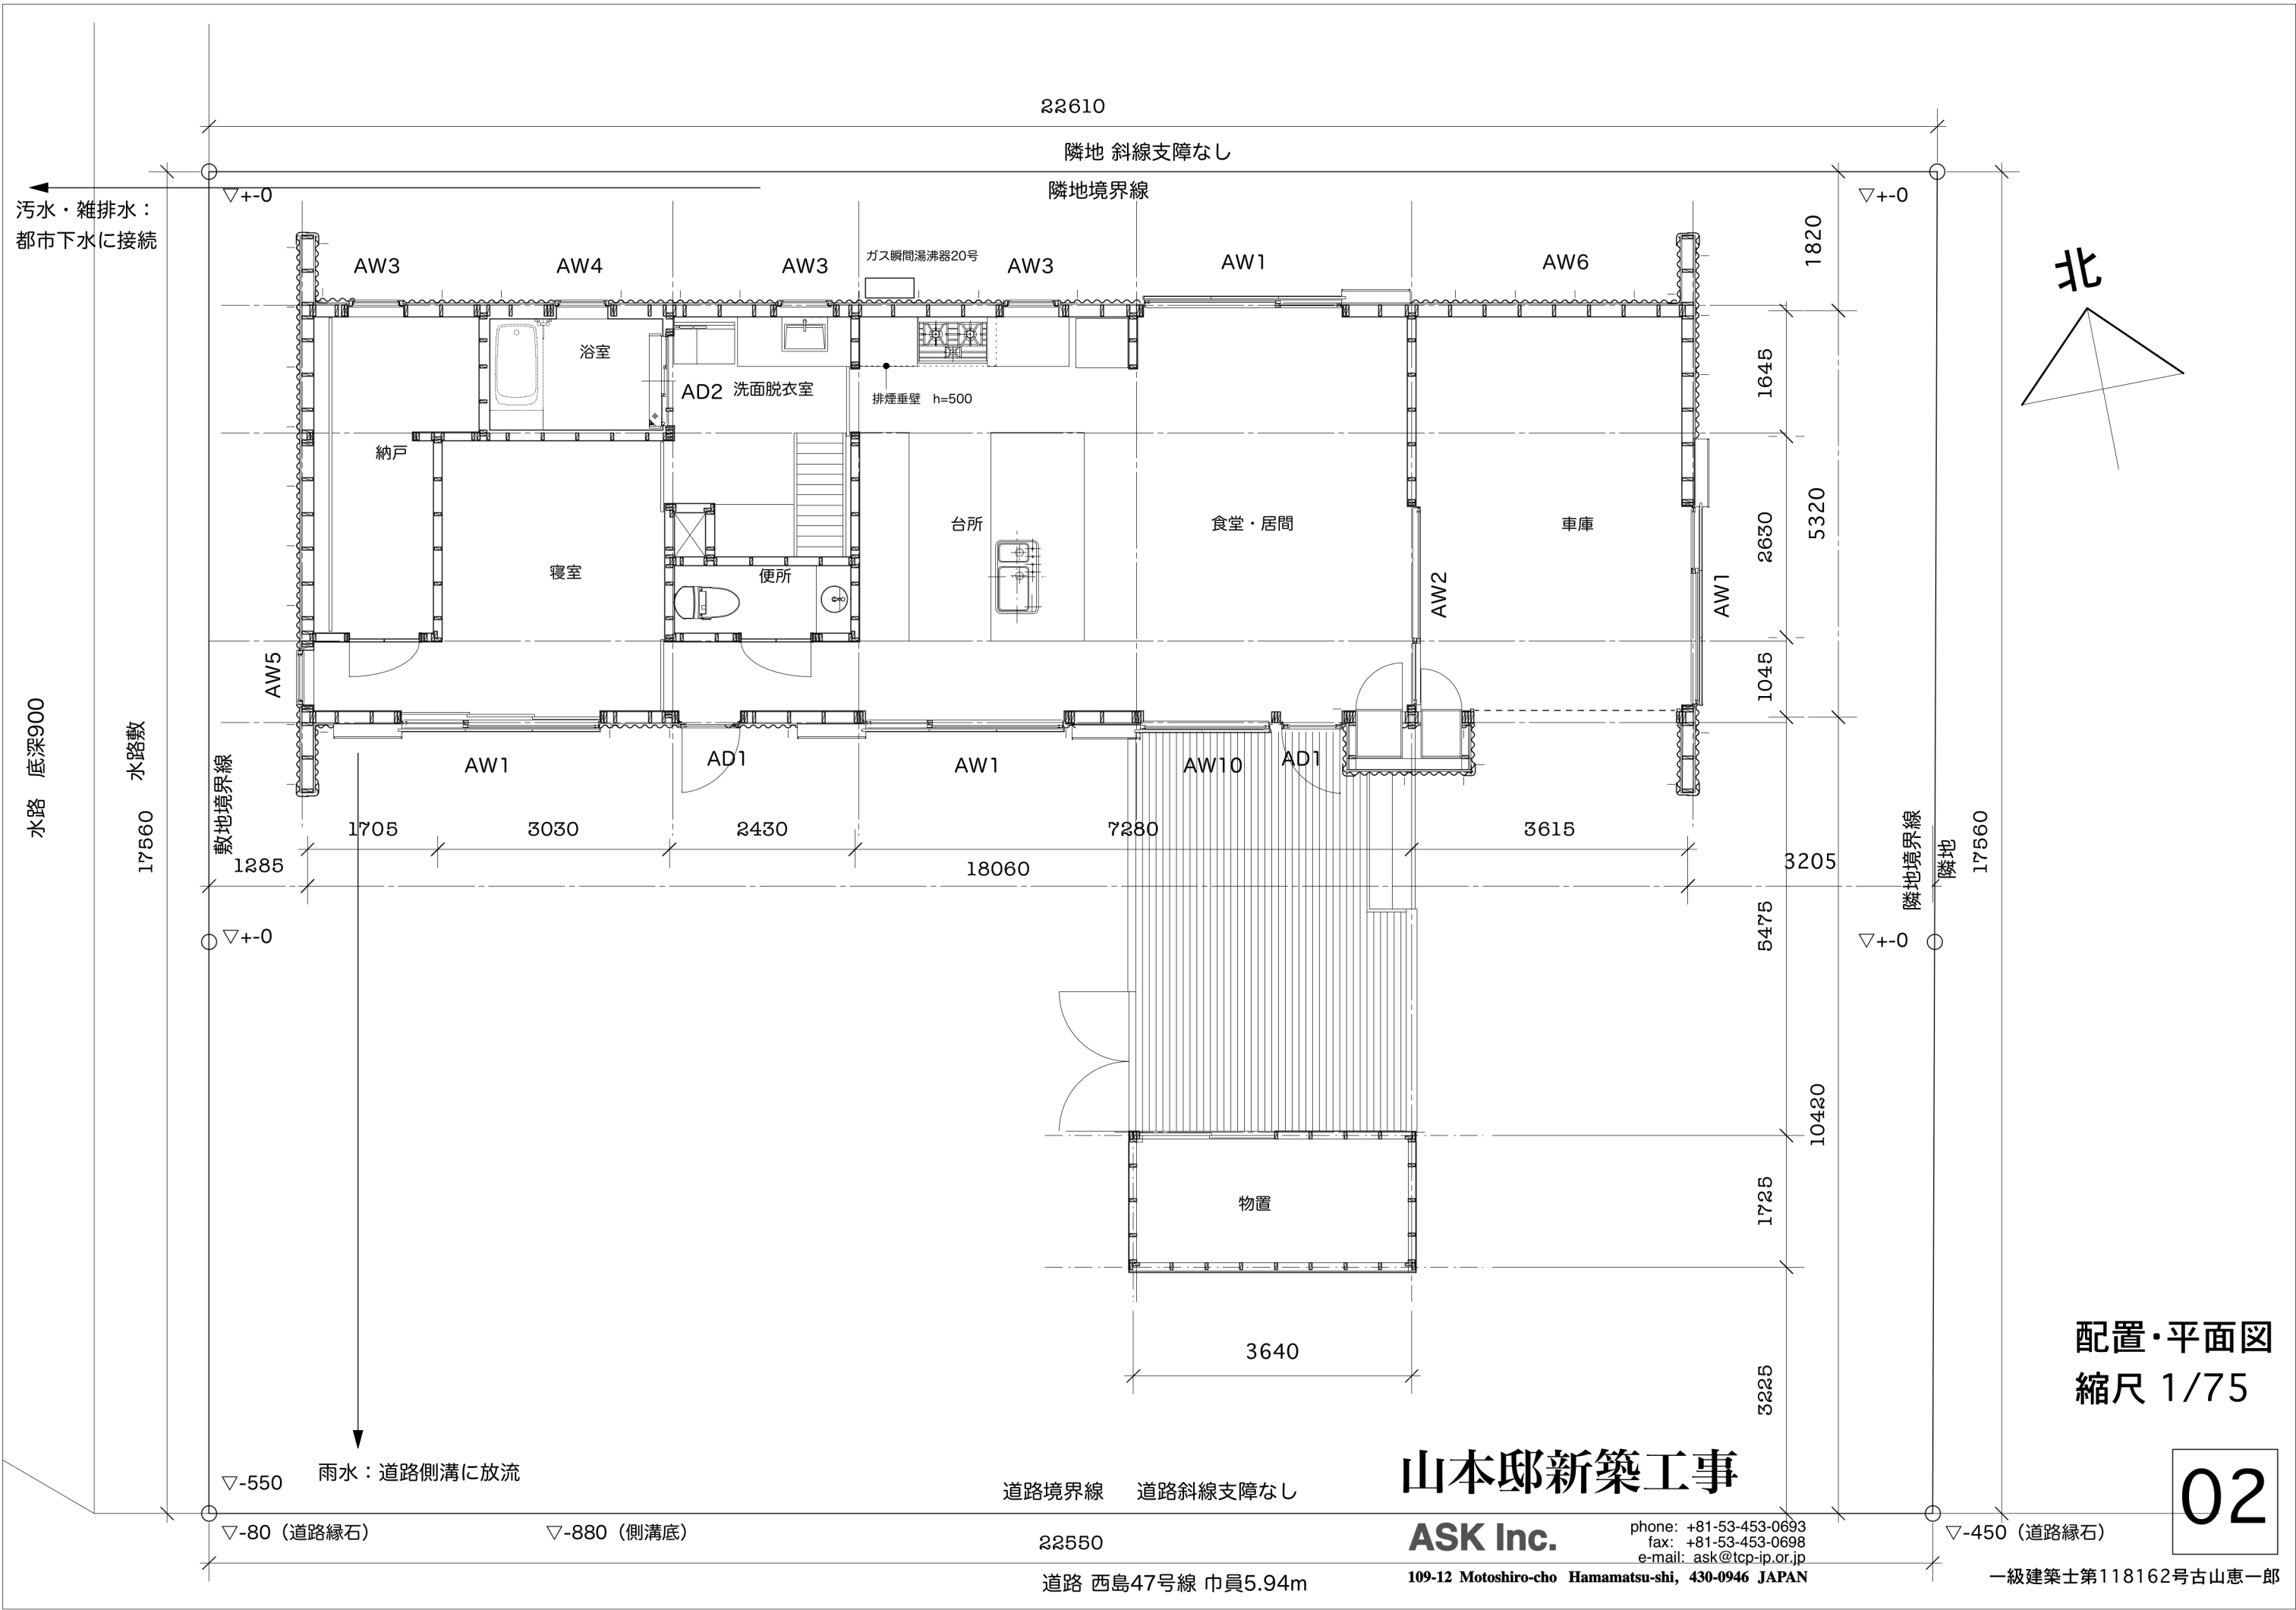 22610
隣地 斜線支障なし
隣地境界線
▽+-0
▽+-0
汚水・雑排水：
都市下水に接続
1820
北
AW3
AW4
AW3
ガス瞬間湯沸器20号
AW3
AW1
AW6
浴室
AD2
洗面脱衣室
排煙垂壁　h=500
1645
納戸
台所
食堂・居間
車庫
2630
5320
寝室
便所
AW2
AW1
AW5
1045
水路　底深900
水路敷
17560
敷地境界線
AW1
AD1
AW1
AW10
AD1
1705
3030
2430
7280
3615
1285
18060
3205
隣地境界線
隣地
17560
▽+-0
5475
▽+-0
10420
物置
1725
3640
3225
配置・平面図
縮尺 1/75
▽-550
雨水：道路側溝に放流
道路境界線　道路斜線支障なし
山本邸新築工事
02
▽-80（道路縁石）
▽-880（側溝底）
22550
ASK Inc.
phone: +81-53-453-0693
fax: +81-53-453-0698
e-mail: ask@tcp-ip.or.jp
▽-450（道路縁石）
道路 西島47号線 巾員5.94m
109-12 Motoshiro-cho Hamamatsu-shi, 430-0946 JAPAN
一級建築士第118162号古山恵一郎